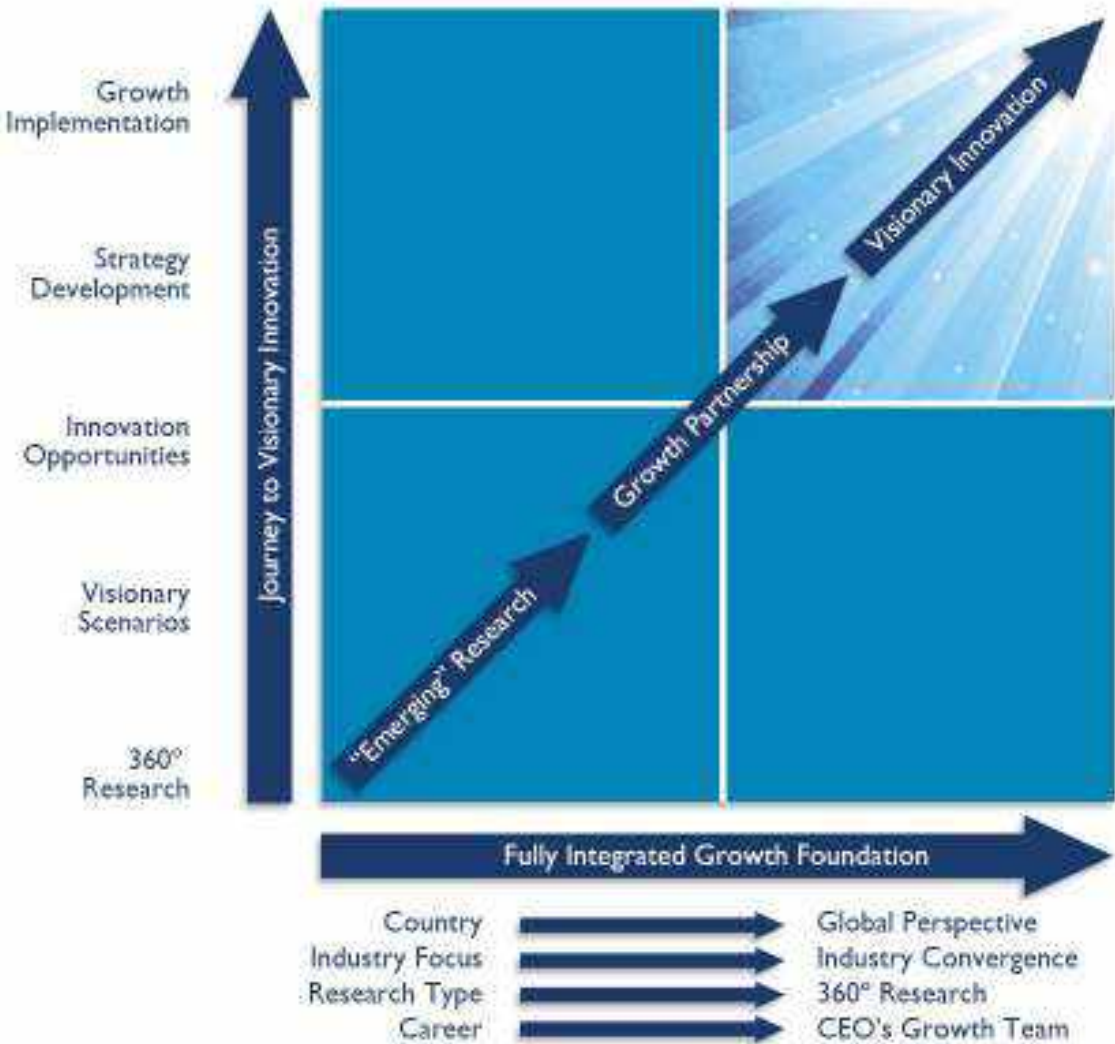 Growth
Implementation
Strategy
Development
Innovation
Opportunities
Visionary
Scenarios
360°
Research
Journey to Visionary Innovation
"Emerging" Research
Growth Partnership
Visionary Innovation
Fully Integrated Growth Foundation
Country Global Perspective
Industry Focus Industry Convergence
Research Type 360° Research
Career CEO's Growth Team